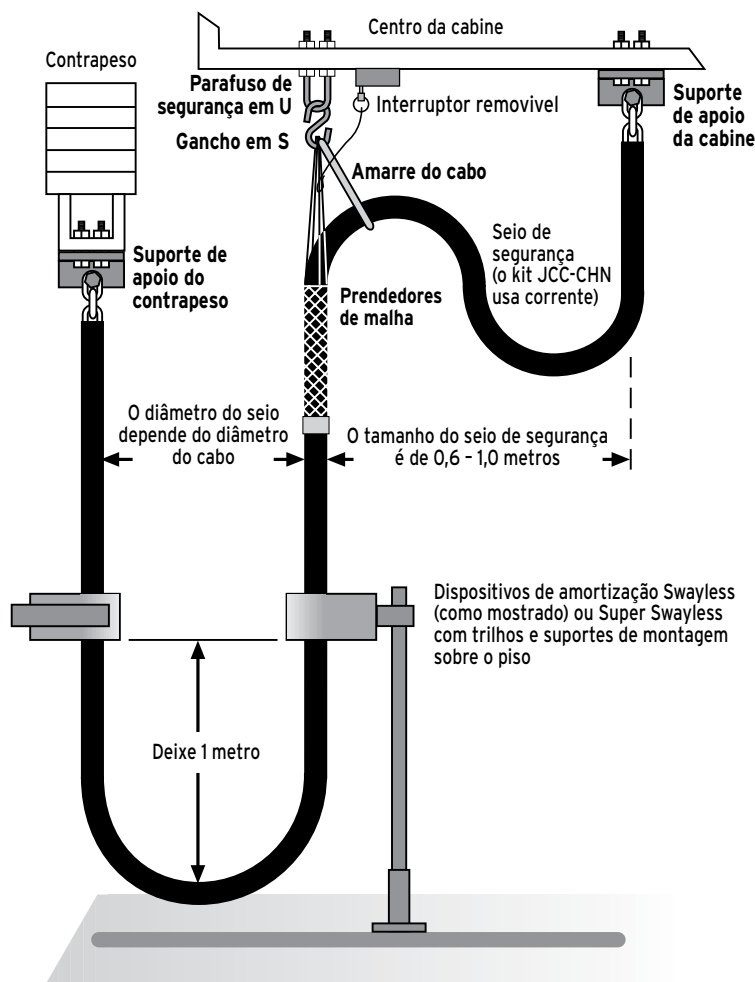 Centro da cabine
Contrapeso
Parafuso de
segurança em U
Interruptor removivel
Suporte
de apoio
da cabine
Gancho em S
Amarre do cabo
Seio de
segurança
(o kit JCC-CHN
usa corrente)
Suporte de
apoio do
contrapeso
Prendedores
de malha
O diâmetro do seio
depende do diâmetro
do cabo
O tamanho do seio de segurança
é de 0,6 – 1,0 metros
Dispositivos de amortização Swayless
(como mostrado) ou Super Swayless
com trilhos e suportes de montagem
sobre o piso
Deixe 1 metro